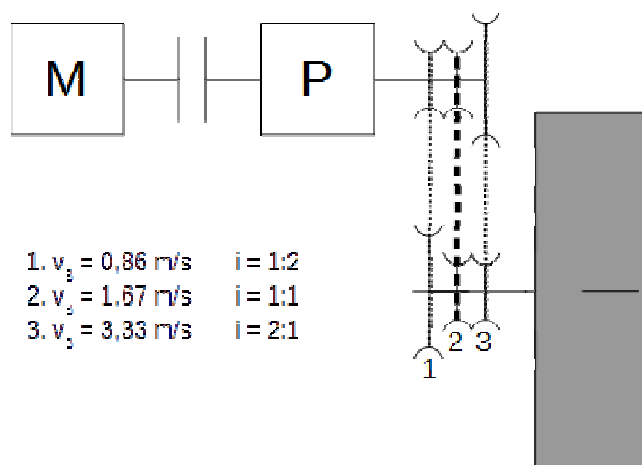 M P
1. v₃ = 0,86 m/s i = 1:2
2. v₃ = 1,67 m/s i = 1:1
3. v₃ = 3,33 m/s i = 2:1
2 3
1